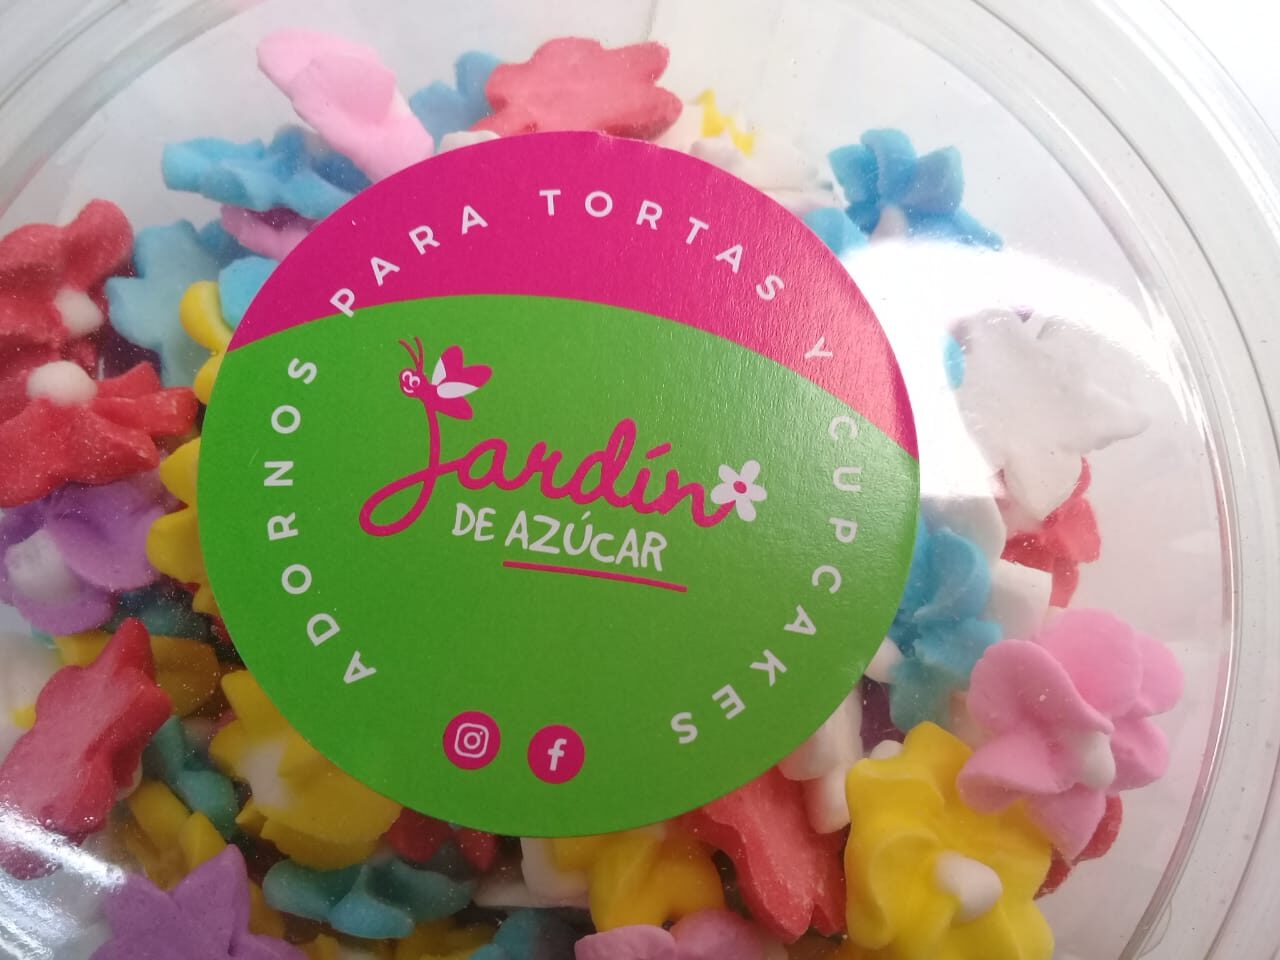 ADORNOS PARA TORTAS Y CUPCAKES
Jardín
DE AZÚCAR